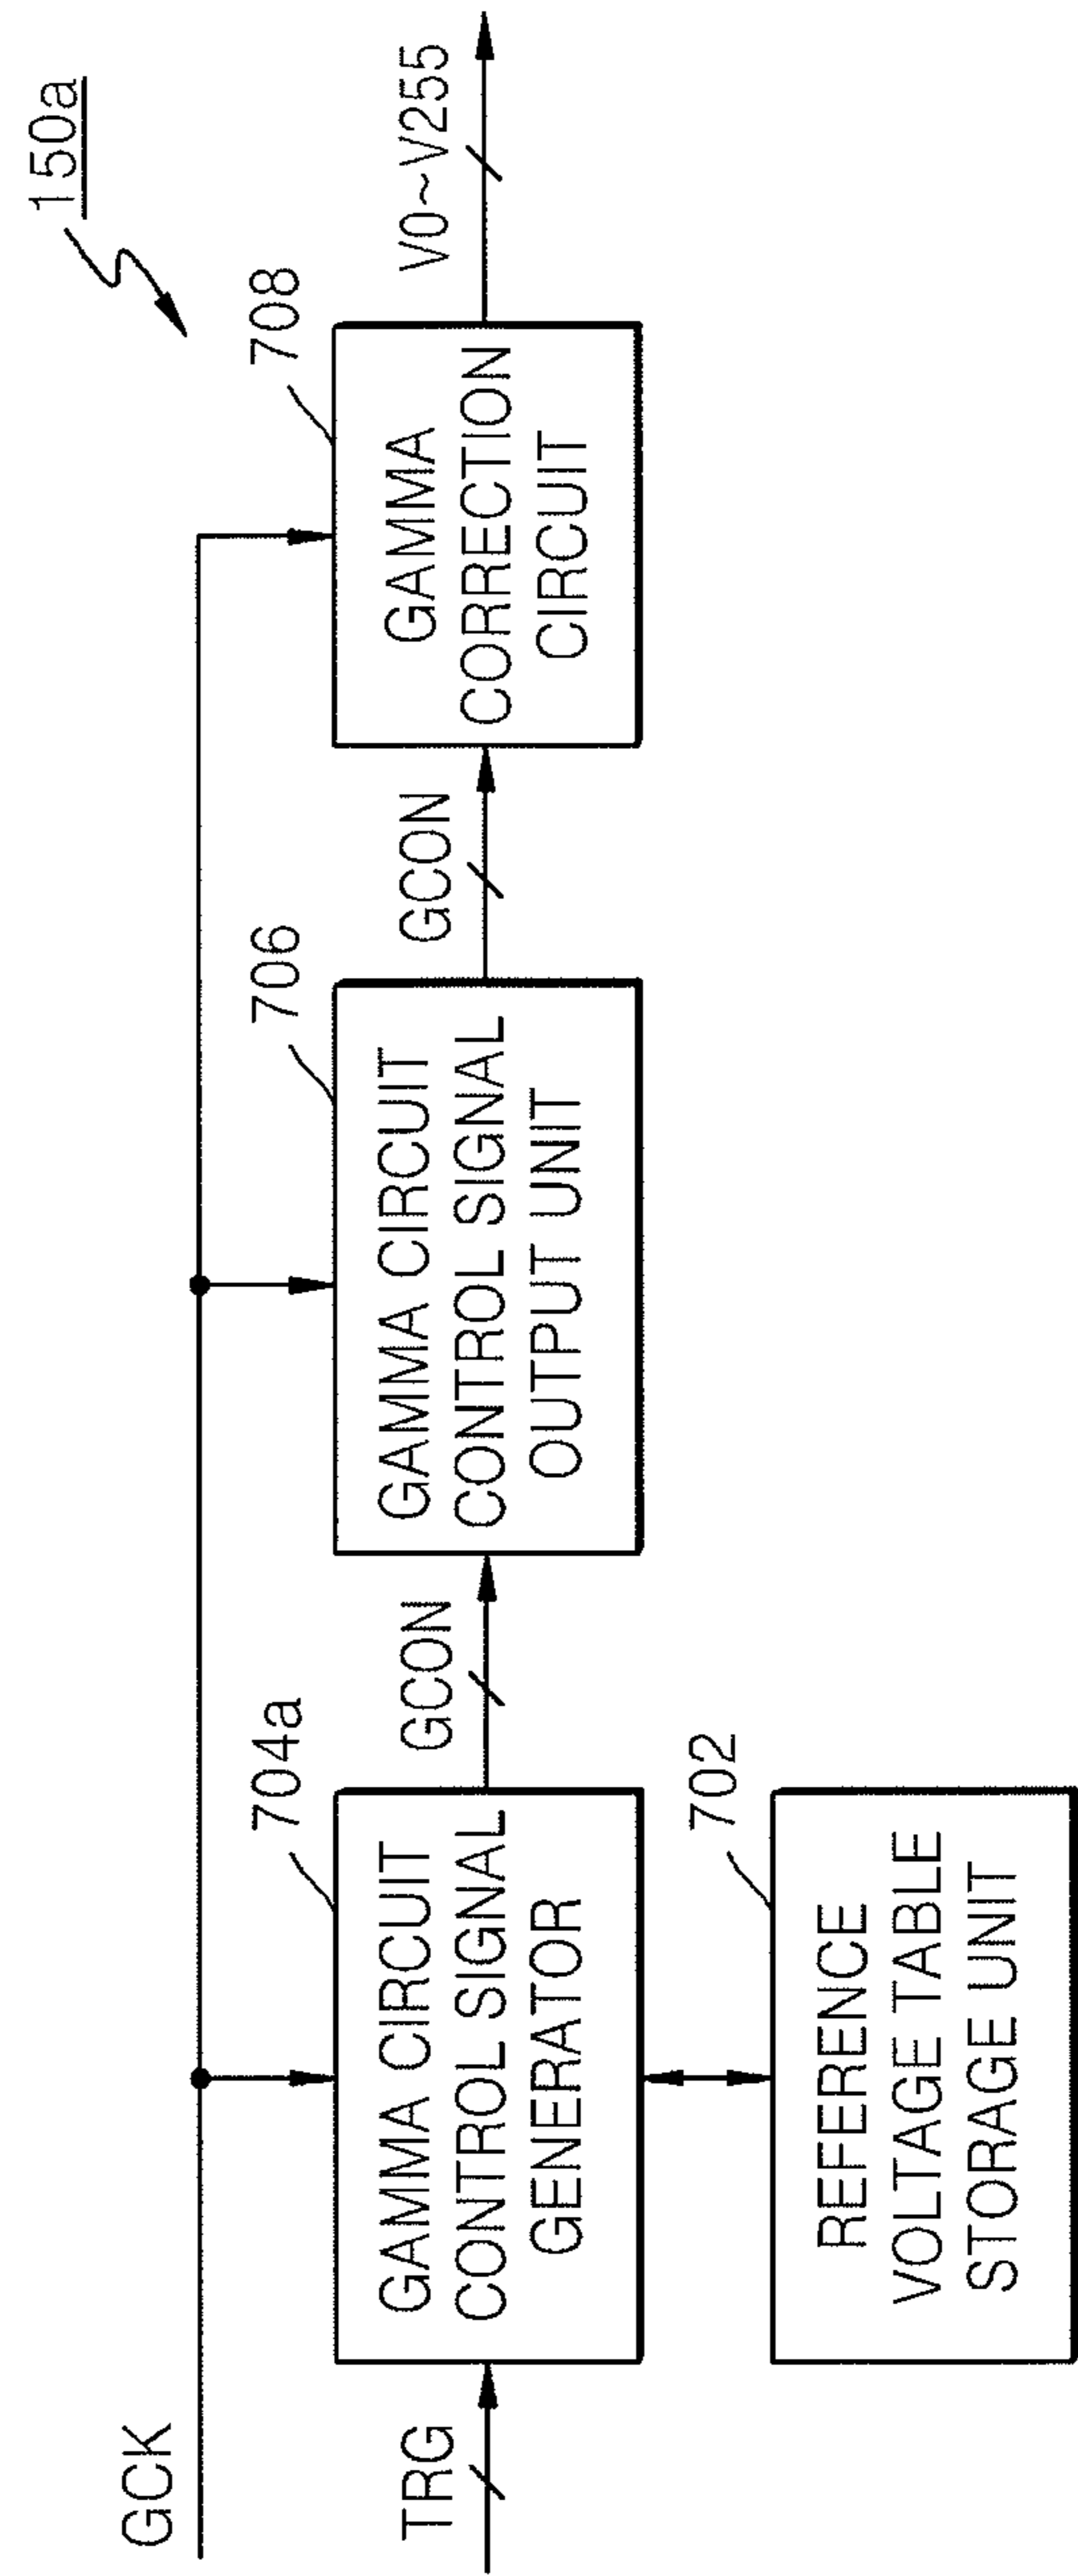 150a
GCK
704a
706
708
TRG
GAMMA CIRCUIT
CONTROL SIGNAL
GENERATOR
GCON
GAMMA CIRCUIT
CONTROL SIGNAL
OUTPUT UNIT
GCON
GAMMA
CORRECTION
CIRCUIT
V0~V255
702
REFERENCE
VOLTAGE TABLE
STORAGE UNIT